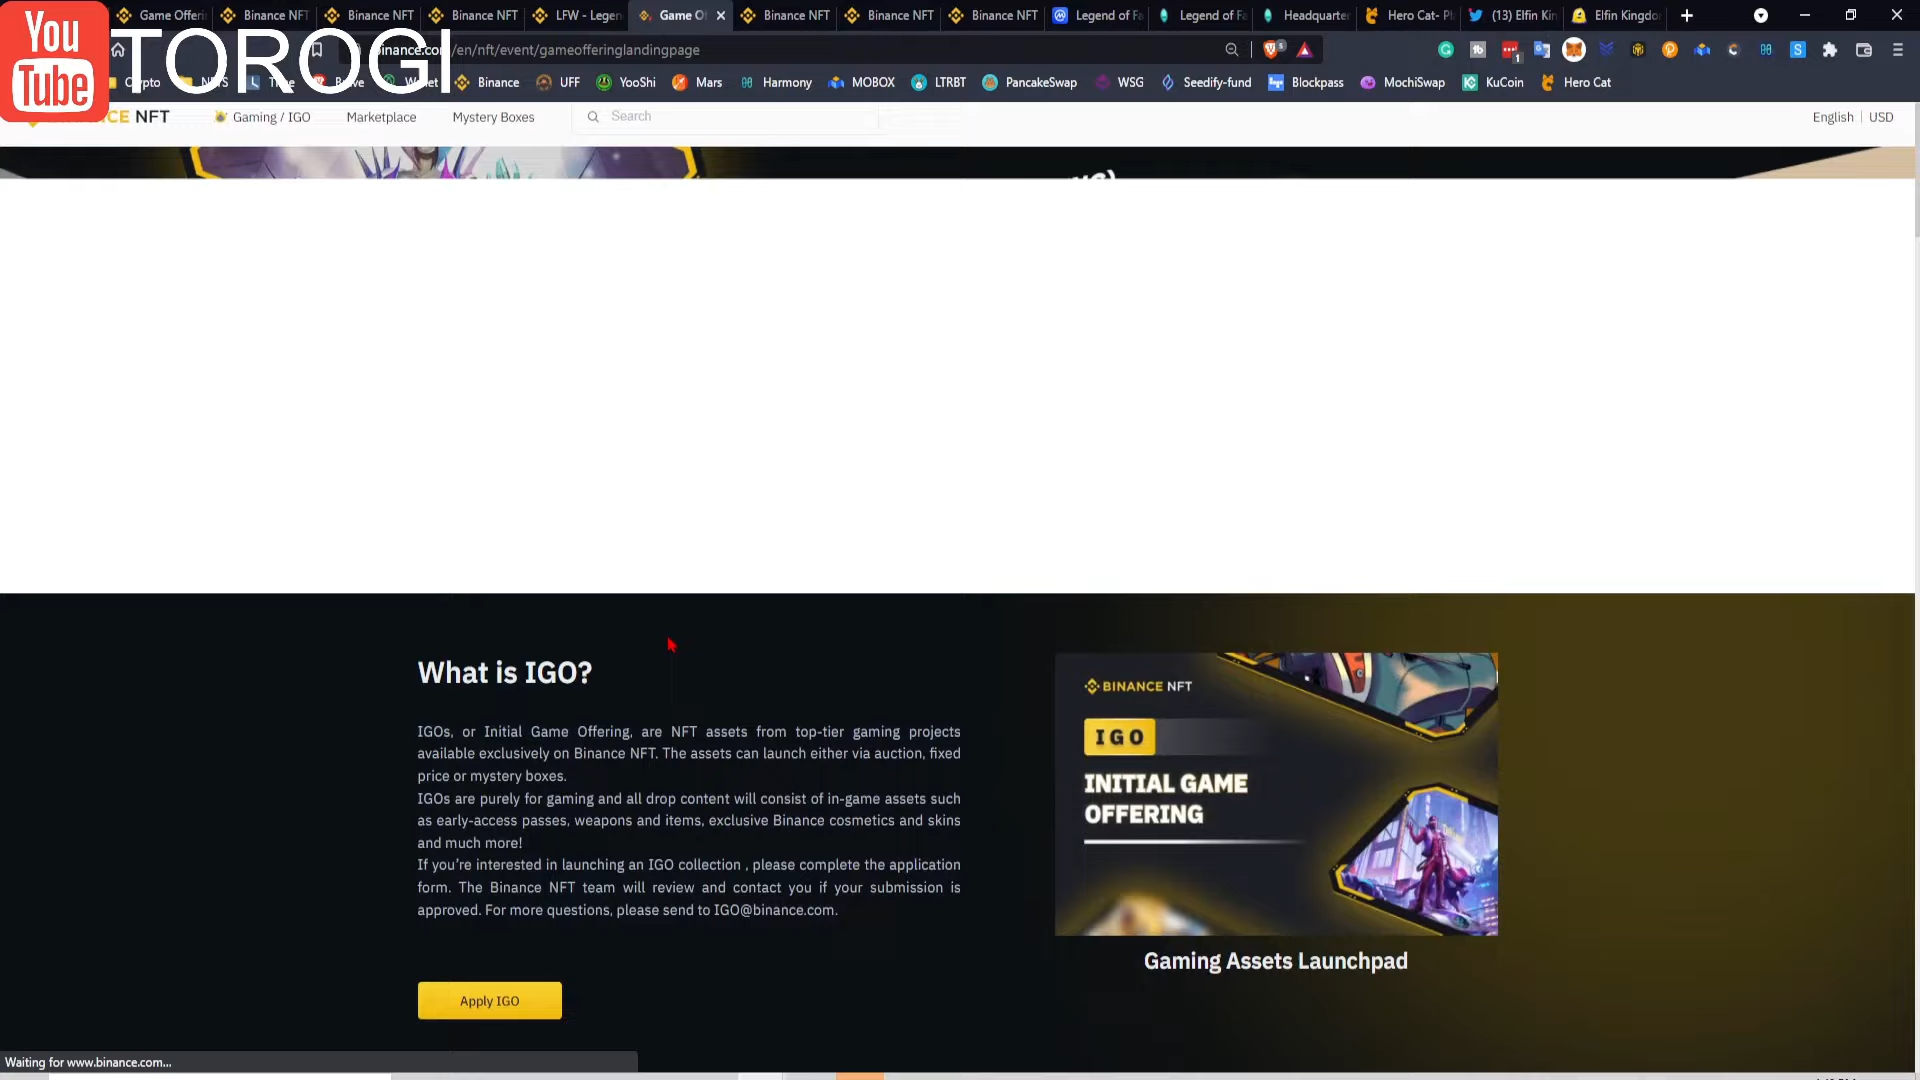 You
Tube
TOROGI
Game Offeri
Binance NFT
Binance NFT
Binance NFT
LFW - Legen
Game O
Binance NFT
Binance NFT
Binance NFT
Legend of Fa
Legend of Fa
Headquarter
Hero Cat- Pl
(13) Elfin Kin
Elfin Kingdo
/en/nft/event/gameofferinglandingpage
Crypto
Binance
UFF
YooShi
Mars
Harmony
MOBOX
LTRBT
PancakeSwap
WSG
Seedify-fund
Blockpass
MochiSwap
KuCoin
Hero Cat
NFT
Gaming / IGO
Marketplace
Mystery Boxes
Search
English
USD
What is IGO?
IGOs, or Initial Game Offering, are NFT assets from top-tier gaming projects
available exclusively on Binance NFT. The assets can launch either via auction, fixed
price or mystery boxes.
IGOs are purely for gaming and all drop content will consist of in-game assets such
as early-access passes, weapons and items, exclusive Binance cosmetics and skins
and much more!
If you're interested in launching an IGO collection , please complete the application
form. The Binance NFT team will review and contact you if your submission is
approved. For more questions, please send to IGO@binance.com.
Apply IGO
BINANCE NFT
IGO
INITIAL GAME
OFFERING
Gaming Assets Launchpad
Waiting for www.binance.com...